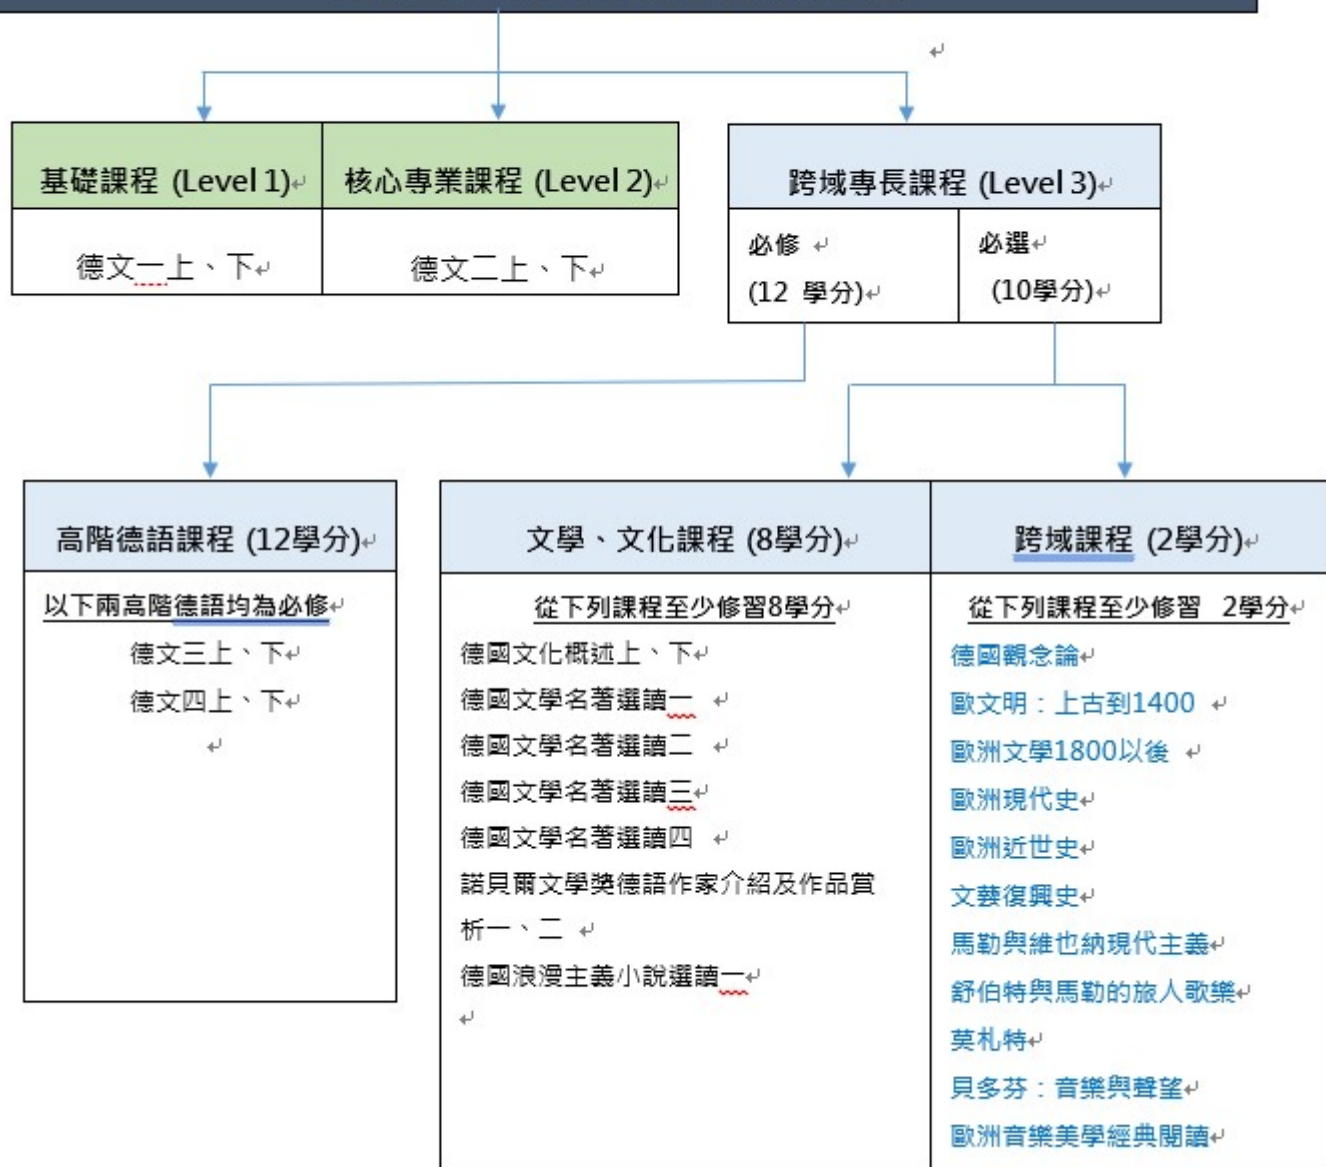 基礎課程 (Level 1)
核心專業課程 (Level 2)
跨域專長課程 (Level 3)
德文一上、下
德文二上、下
必修
(12 學分)
必選
(10學分)
高階德語課程 (12學分)
以下兩高階德語均為必修
德文三上、下
德文四上、下
文學、文化課程 (8學分)
從下列課程至少修習8學分
德國文化概述上、下
德國文學名著選讀一
德國文學名著選讀二
德國文學名著選讀三
德國文學名著選讀四
諾貝爾文學獎德語作家介紹及作品賞
析一、二
德國浪漫主義小說選讀一
跨域課程 (2學分)
從下列課程至少修習 2學分
德國觀念論
歐文明：上古到1400
歐洲文學1800以後
歐洲現代史
歐洲近世史
文藝復興史
馬勒與維也納現代主義
舒伯特與馬勒的旅人歌樂
莫札特
貝多芬：音樂與聲望
歐洲音樂美學經典閱讀